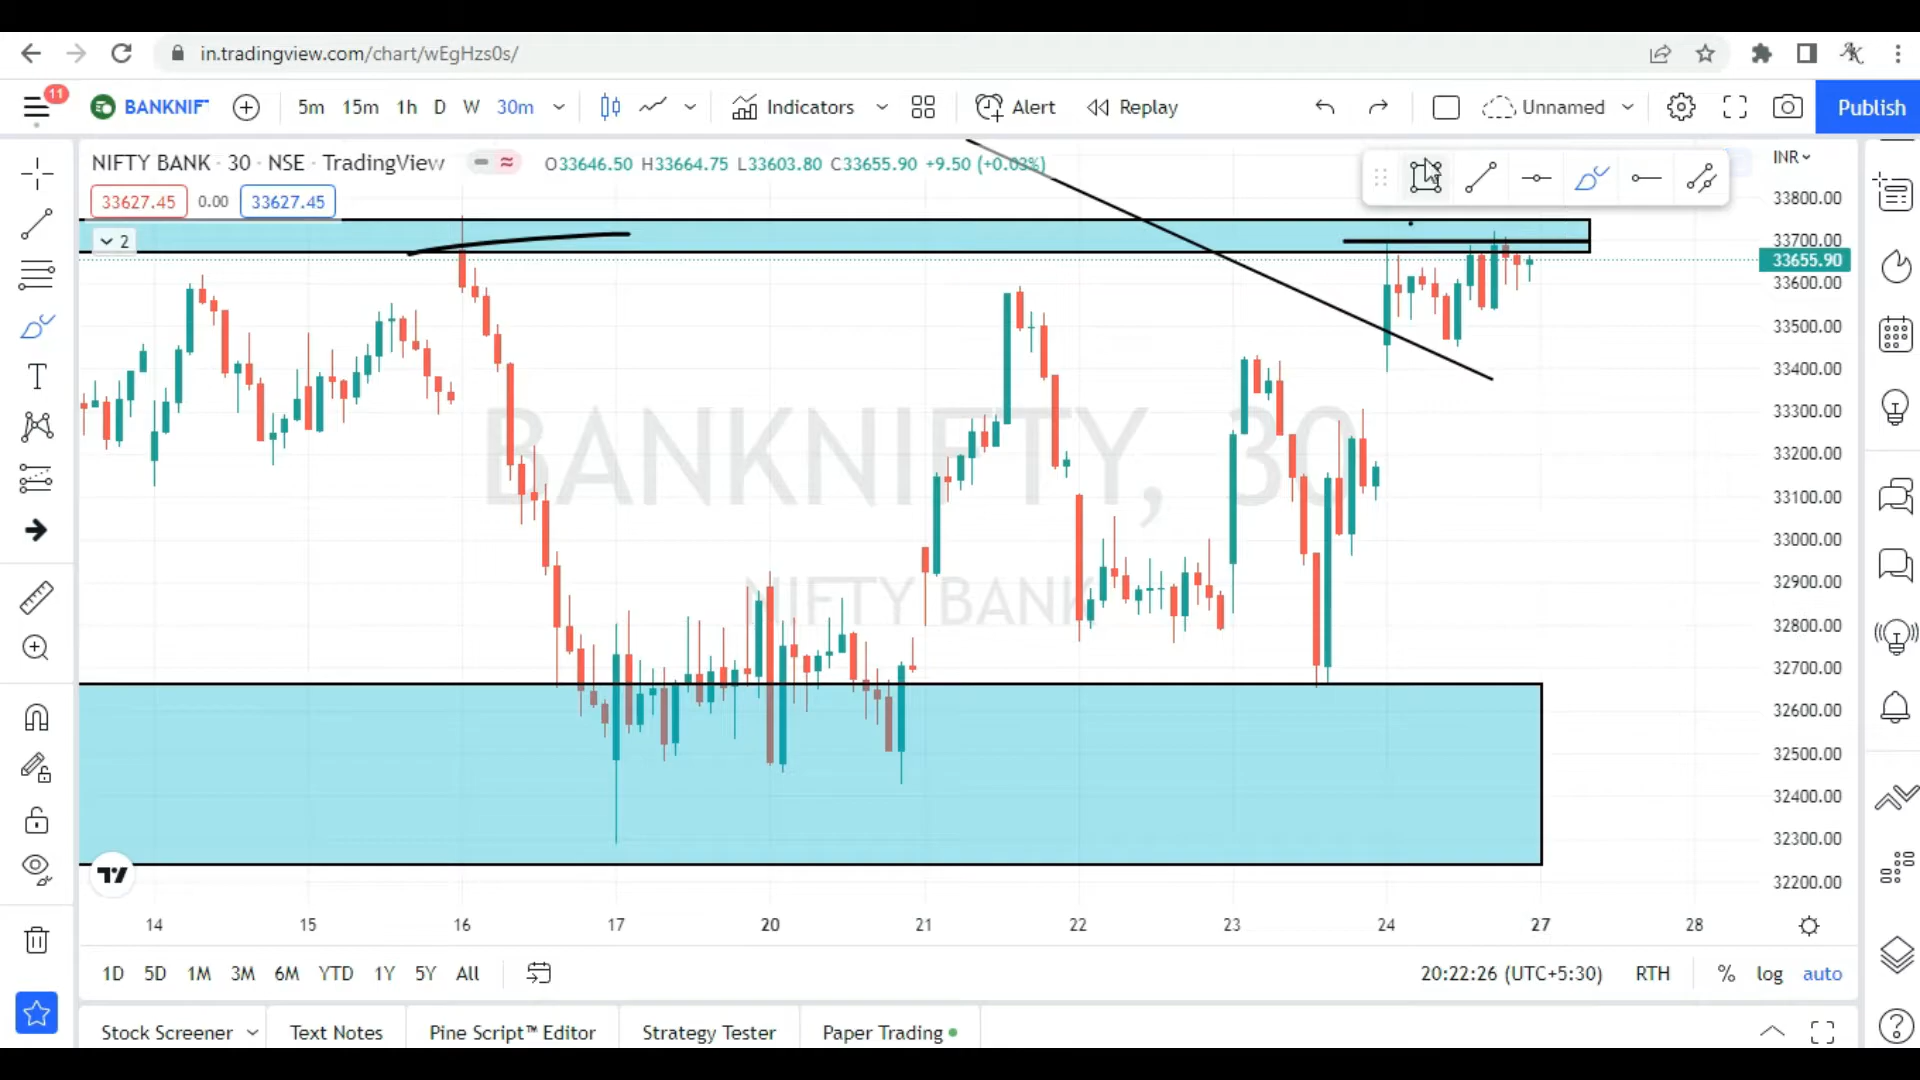 in.tradingview.com/chart/wEgHzs0s/
11
BANKNIF
5m 15m 1h D W 30m Indicators Alert Replay Unnamed Publish
NIFTY BANK · 30 · NSE · TradingView
O33646.50 H33664.75 L33603.80 C33655.90 +9.50 (+0.03%)
INR
33627.45 0.00 33627.45
2
33800.00
33700.00
33655.90
33600.00
33500.00
33400.00
33300.00
33200.00
33100.00
33000.00
32900.00
32800.00
32700.00
32600.00
32500.00
32400.00
32300.00
32200.00
BANKNIFTY, 30
NIFTY BANK
14 15 16 17 20 21 22 23 24 27 28
1D 5D 1M 3M 6M YTD 1Y 5Y All
20:22:26 (UTC+5:30) RTH % log auto
Stock Screener Text Notes Pine Script™ Editor Strategy Tester Paper Trading